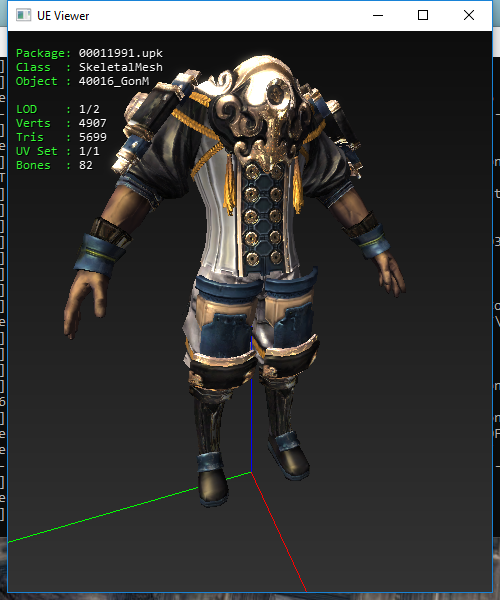 UE Viewer
Package: 00011991.upk
Class : SkeletalMesh
Object : 40016_GonM
LOD : 1/2
Verts : 4907
Tris : 5699
UV Set : 1/1
Bones : 82